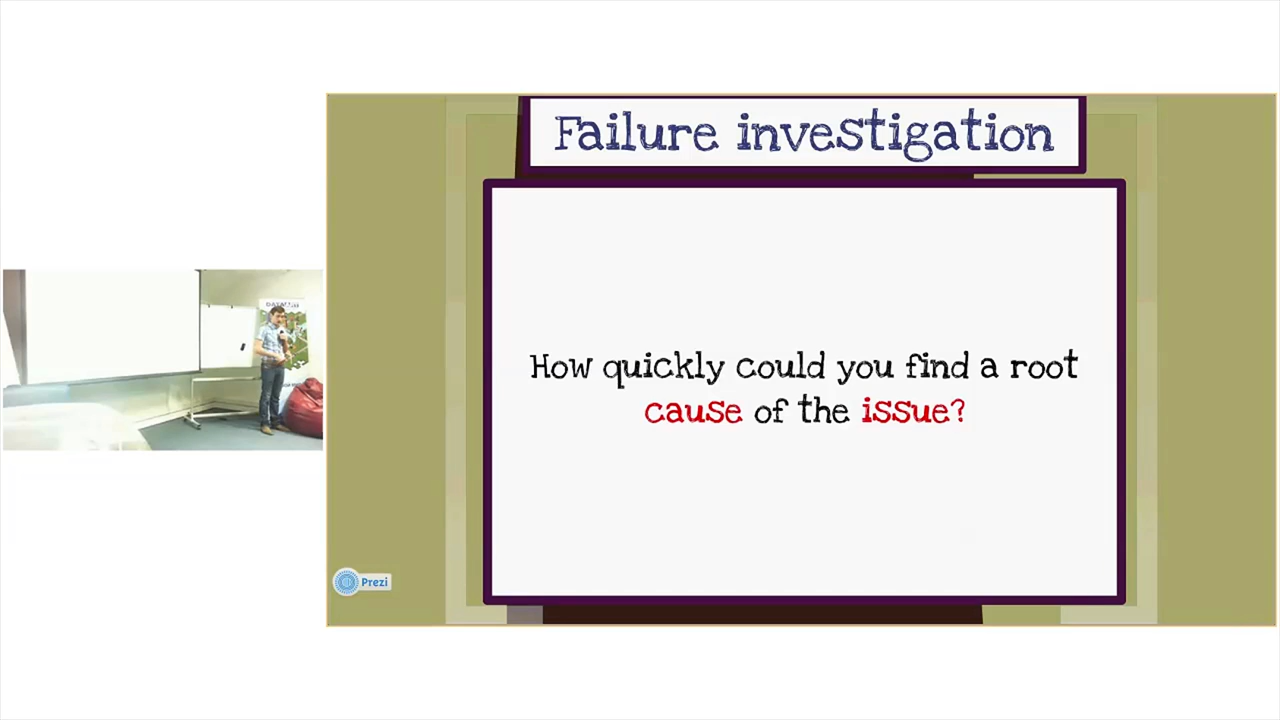 Failure investigation
How quickly could you find a root
cause of the issue?
Prezi